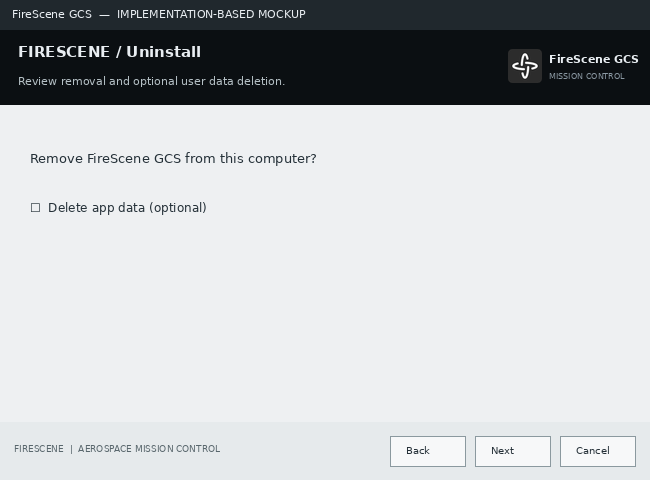 FireScene GCS — IMPLEMENTATION-BASED MOCKUP
FIRESCENE / Uninstall
Review removal and optional user data deletion.
FireScene GCS
MISSION CONTROL
Remove FireScene GCS from this computer?
☐ Delete app data (optional)
FIRESCENE | AEROSPACE MISSION CONTROL
Back
Next
Cancel